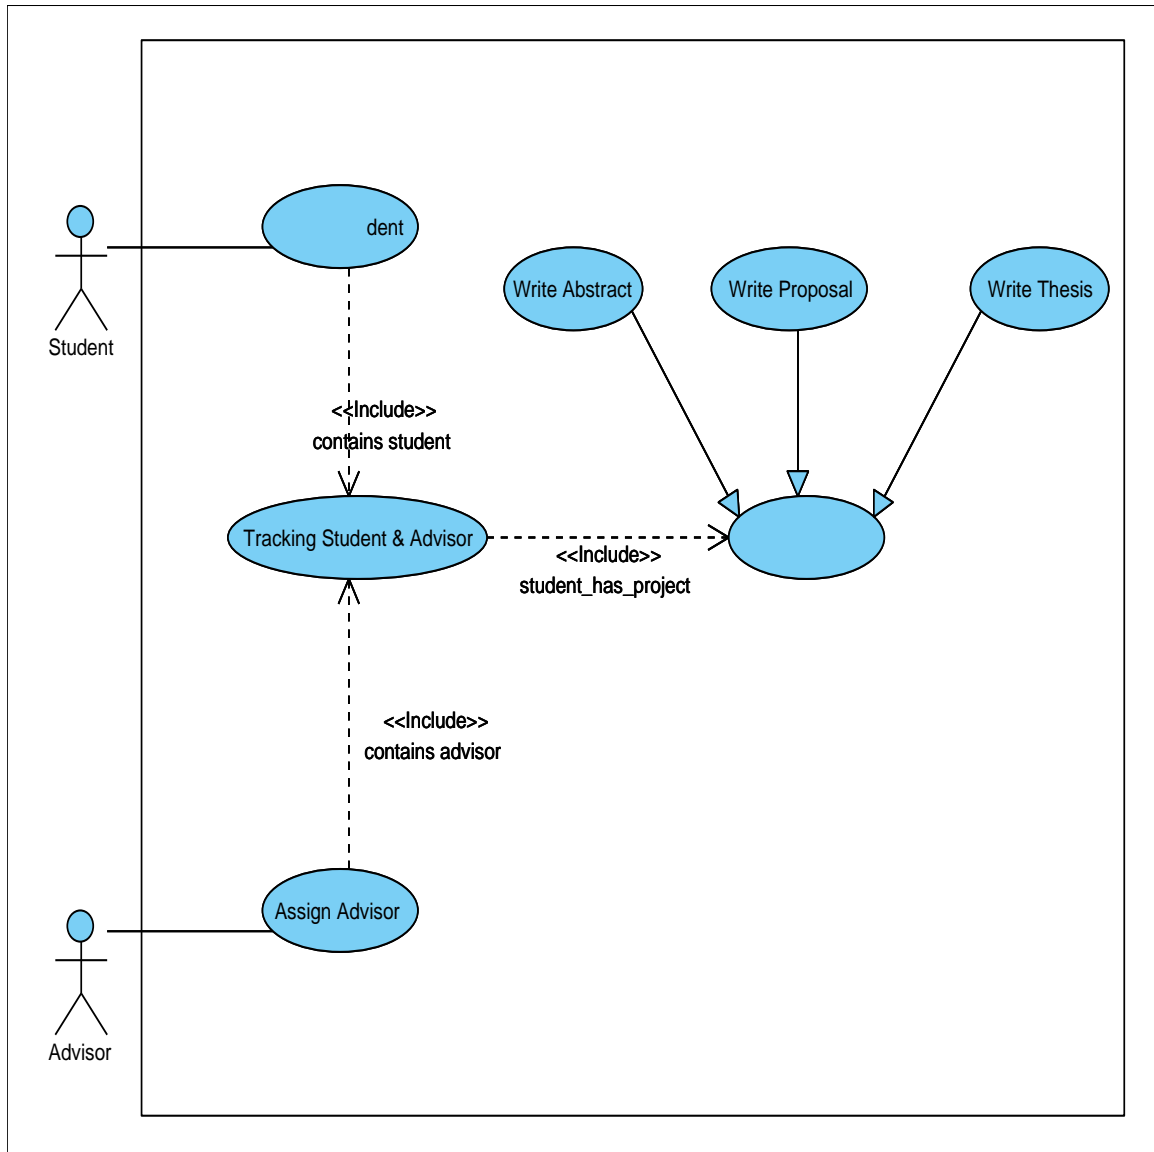 dent
Write Abstract
Write Proposal
Write Thesis
Student
<<Include>>
contains student
Tracking Student & Advisor
<<Include>>
student_has_project
<<Include>>
contains advisor
Assign Advisor
Advisor